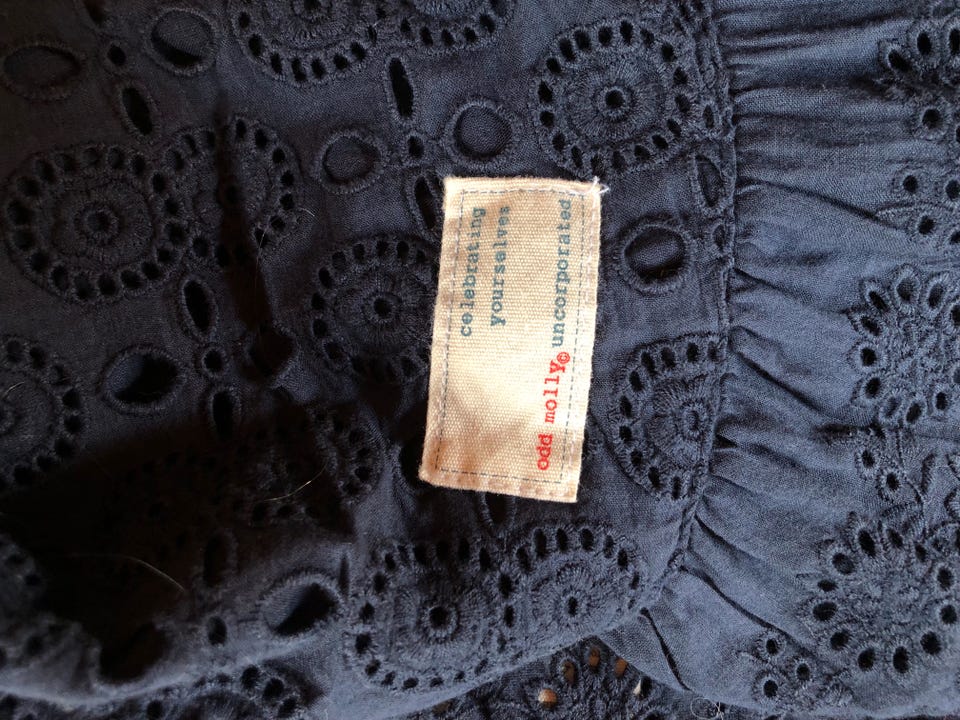 celebrating
yourselves
odd molly© uncorporated